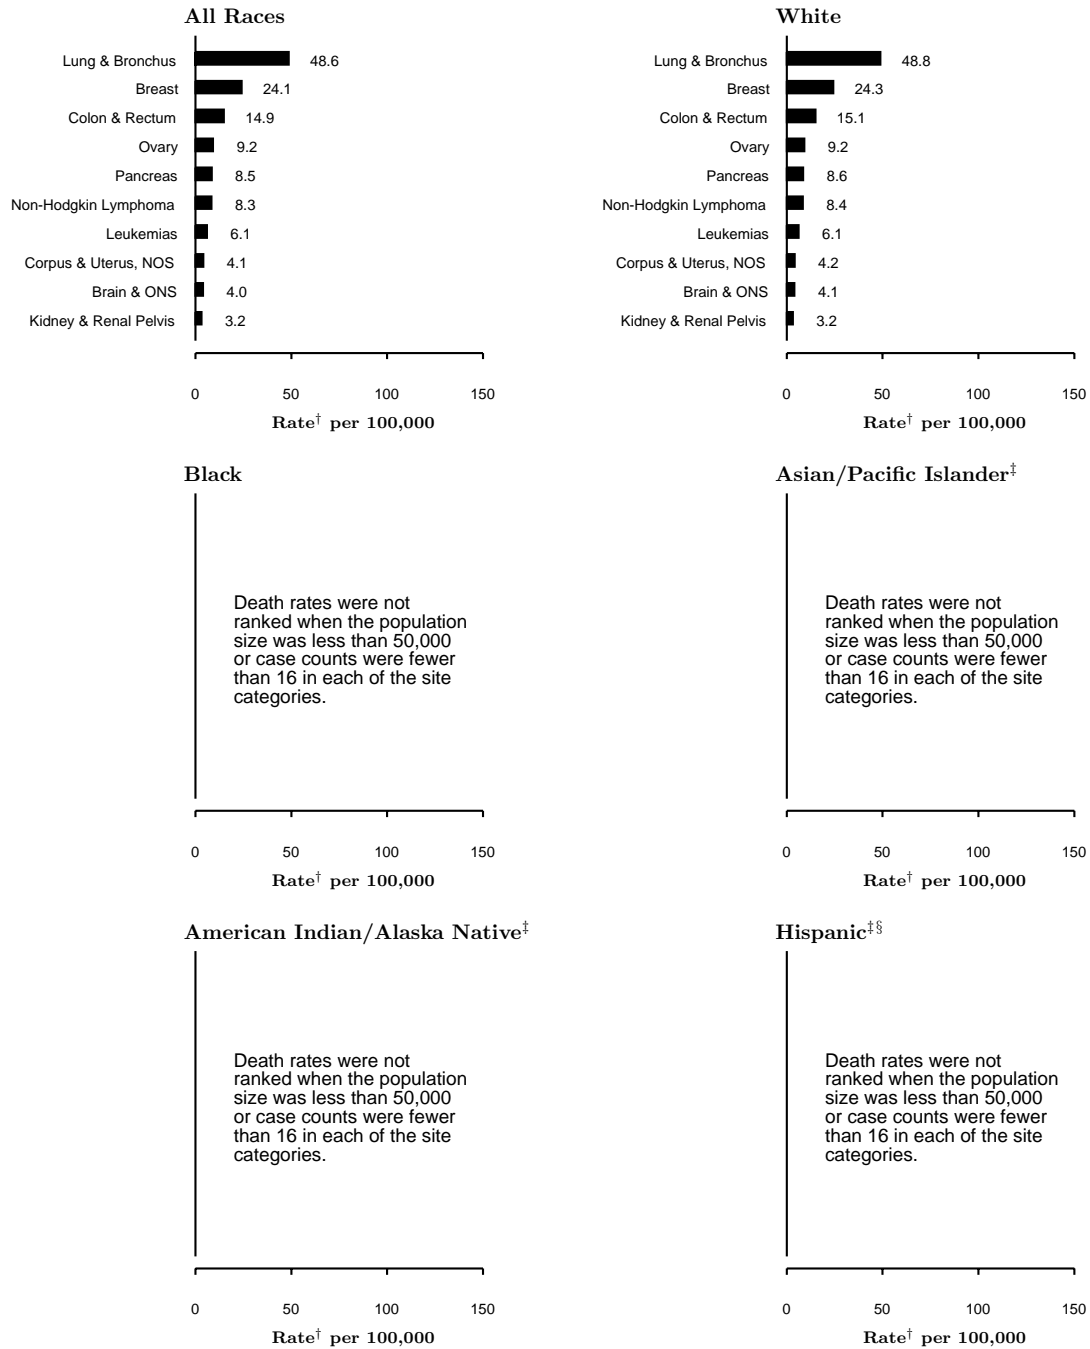 All Races
Lung & Bronchus 48.6
Breast 24.1
Colon & Rectum 14.9
Ovary 9.2
Pancreas 8.5
Non-Hodgkin Lymphoma 8.3
Leukemias 6.1
Corpus & Uterus, NOS 4.1
Brain & ONS 4.0
Kidney & Renal Pelvis 3.2
0 50 100 150
Rate† per 100,000
White
Lung & Bronchus 48.8
Breast 24.3
Colon & Rectum 15.1
Ovary 9.2
Pancreas 8.6
Non-Hodgkin Lymphoma 8.4
Leukemias 6.1
Corpus & Uterus, NOS 4.2
Brain & ONS 4.1
Kidney & Renal Pelvis 3.2
0 50 100 150
Rate† per 100,000
Black
Death rates were not
ranked when the population
size was less than 50,000
or case counts were fewer
than 16 in each of the site
categories.
0 50 100 150
Rate† per 100,000
Asian/Pacific Islander‡
Death rates were not
ranked when the population
size was less than 50,000
or case counts were fewer
than 16 in each of the site
categories.
0 50 100 150
Rate† per 100,000
American Indian/Alaska Native‡
Death rates were not
ranked when the population
size was less than 50,000
or case counts were fewer
than 16 in each of the site
categories.
0 50 100 150
Rate† per 100,000
Hispanic‡§
Death rates were not
ranked when the population
size was less than 50,000
or case counts were fewer
than 16 in each of the site
categories.
0 50 100 150
Rate† per 100,000